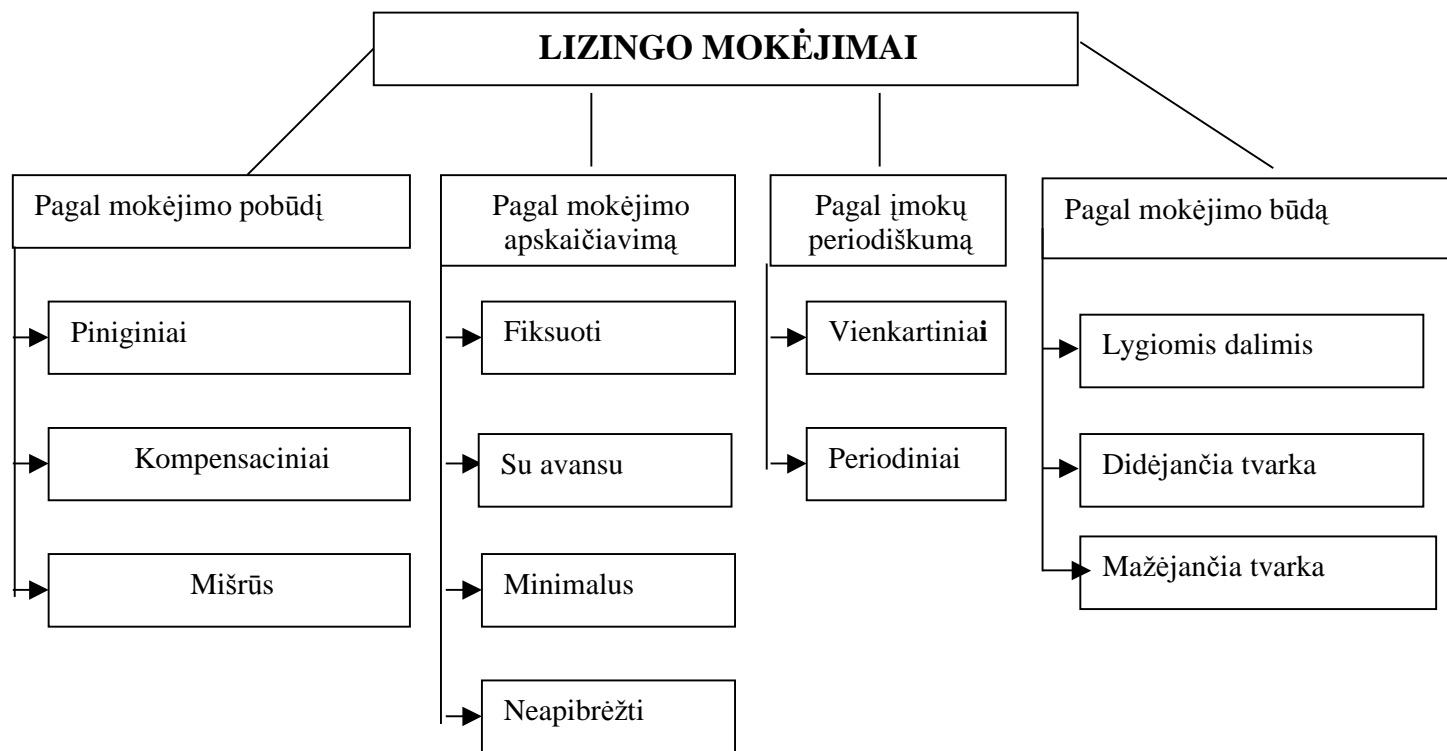 LIZINGO MOKĖJIMAI
Pagal mokėjimo pobūdį
Piniginiai
Kompensaciniai
Mišrūs
Pagal mokėjimo
apskaičiavimą
Fiksuoti
Su avansu
Minimalus
Neapibrėžti
Pagal įmokų
periodiškumą
Vienkartiniai
Periodiniai
Pagal mokėjimo būdą
Lygiomis dalimis
Didėjančia tvarka
Mažėjančia tvarka